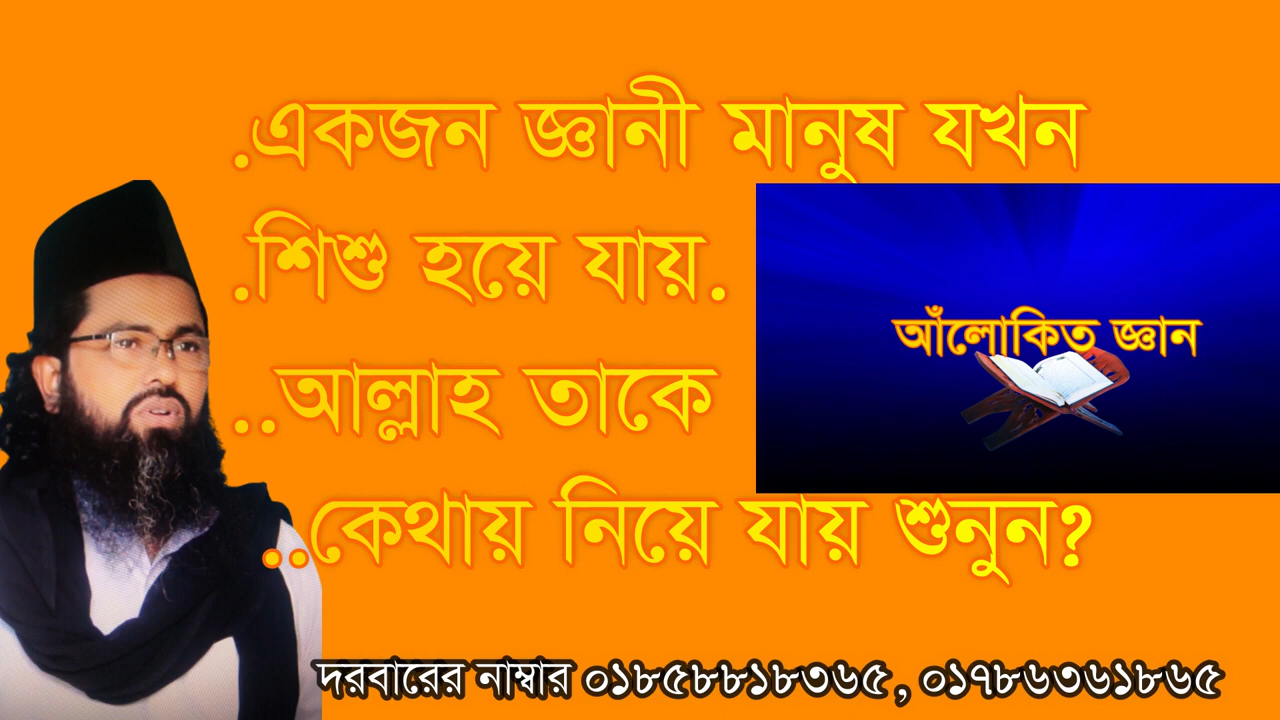 .একজন জ্ঞানী মানুষ যখন
.শিশু হয়ে যায়.
আঁলোকিত জ্ঞান
..আল্লাহ তাকে
..কেথায় নিয়ে যায় শুনুন?
দরবারের নাম্বার ০১৮৫৮৮১৮৩৬৫, ০১৭৮৬৩৬১৮৬৫